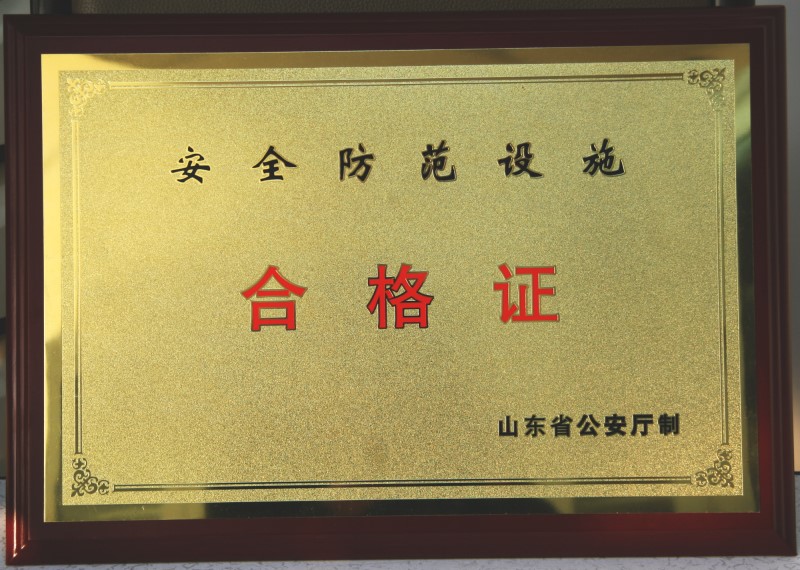 安全防范设施
合格证
山东省公安厅制